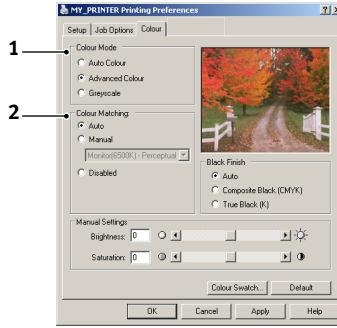 MY_PRINTER Printing Preferences
Setup Job Options Colour
1
Colour Mode
Auto Colour
Advanced Colour
Greyscale
2
Colour Matching:
Auto
Manual
Monitor(6500K) - Perceptual
Disabled
Black Finish
Auto
Composite Black (CMYK)
True Black (K)
Manual Settings
Brightness: 0
Saturation: 0
Colour Swatch... Default
OK Cancel Apply Help